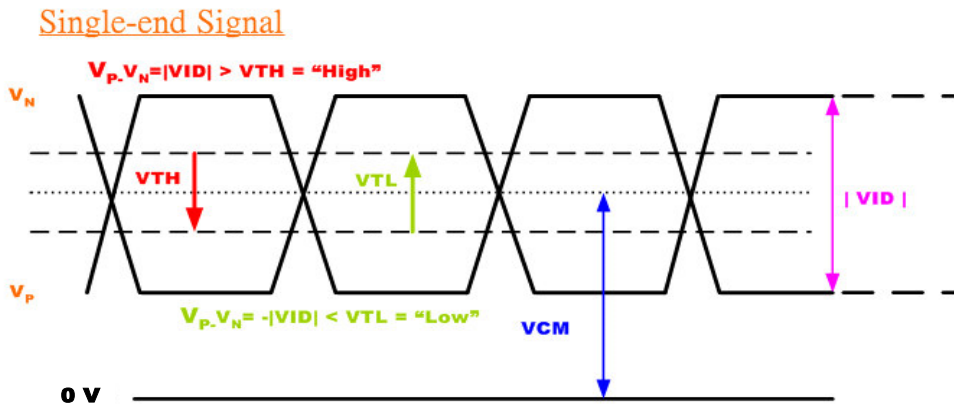 Single-end Signal
VP-VN=|VID| > VTH = “High”
VN
VTH
VTL
| VID |
VP
VP-VN= -|VID| < VTL = “Low”
VCM
0 V